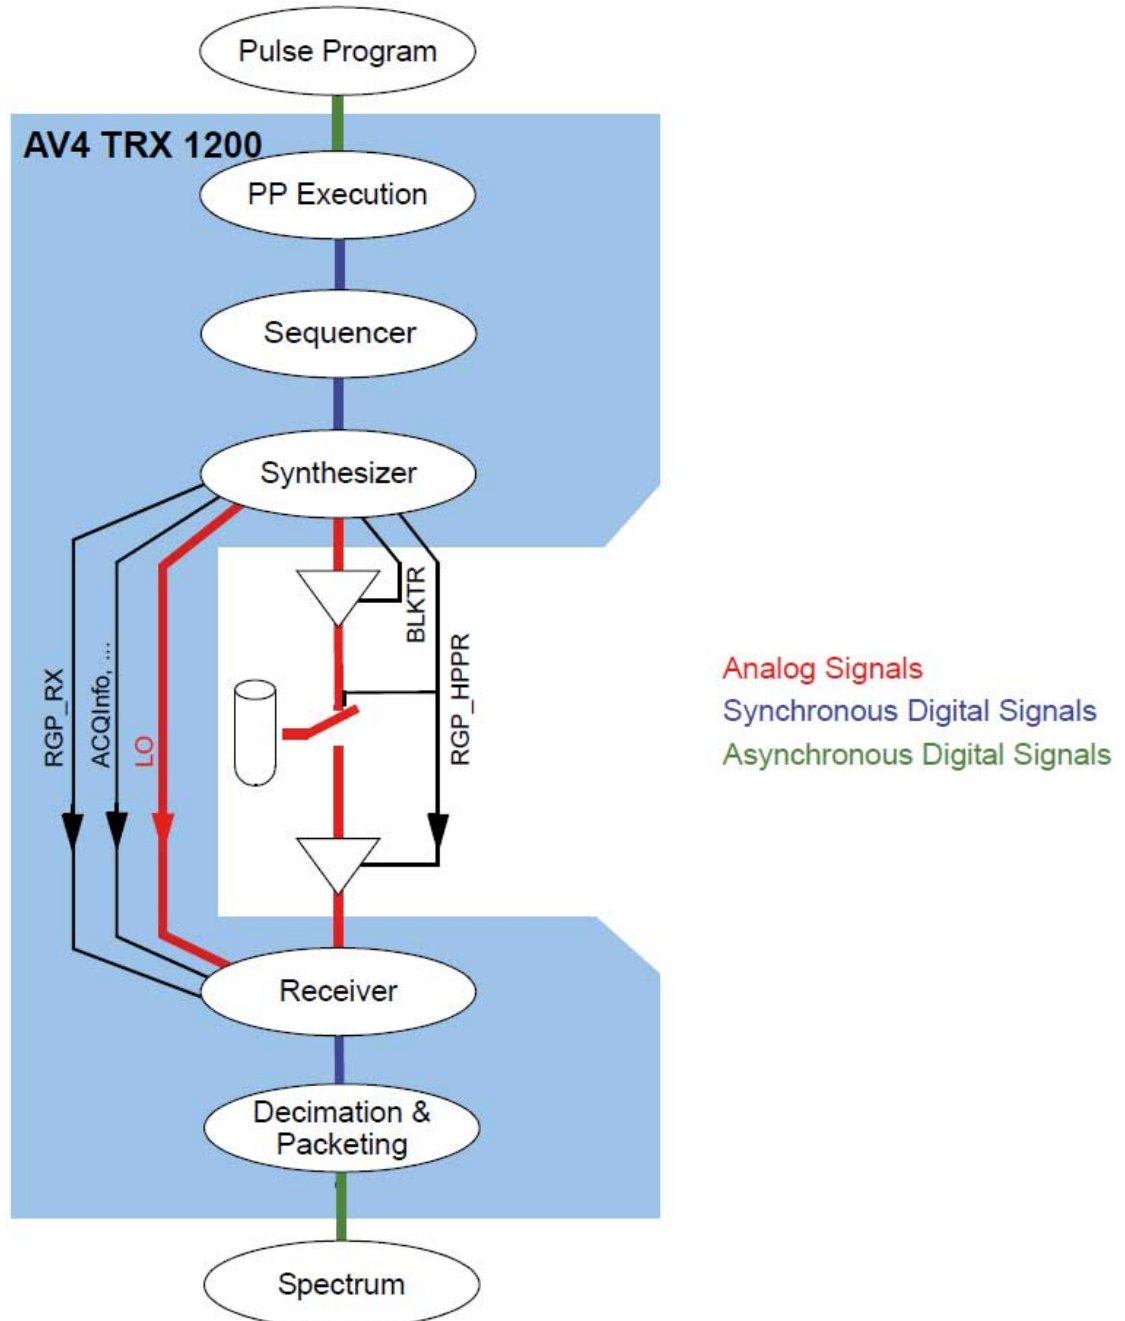 Pulse Program
AV4 TRX 1200
PP Execution
Sequencer
Synthesizer
RGP_RX
ACQInfo, ...
LO
BLKTR
RGP_HPPR
Analog Signals
Synchronous Digital Signals
Asynchronous Digital Signals
Receiver
Decimation &
Packeting
Spectrum